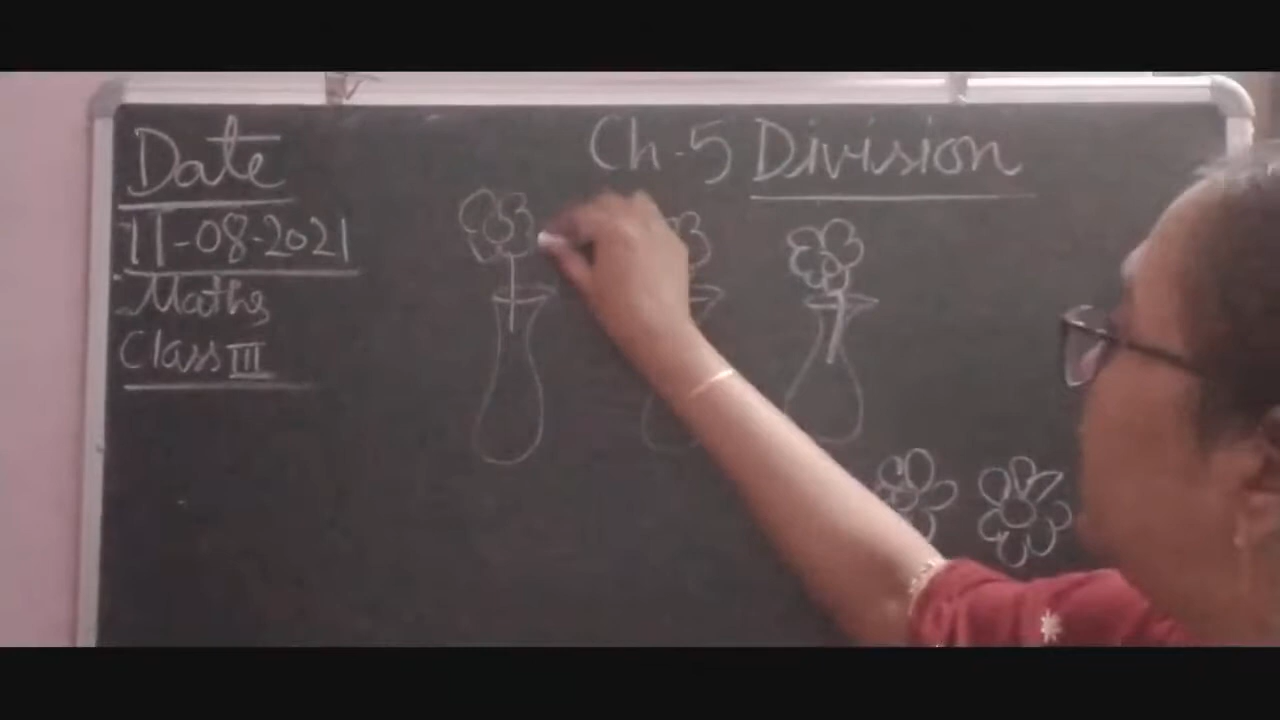 Date
11-08-2021
Maths
Class III
Ch-5 Division